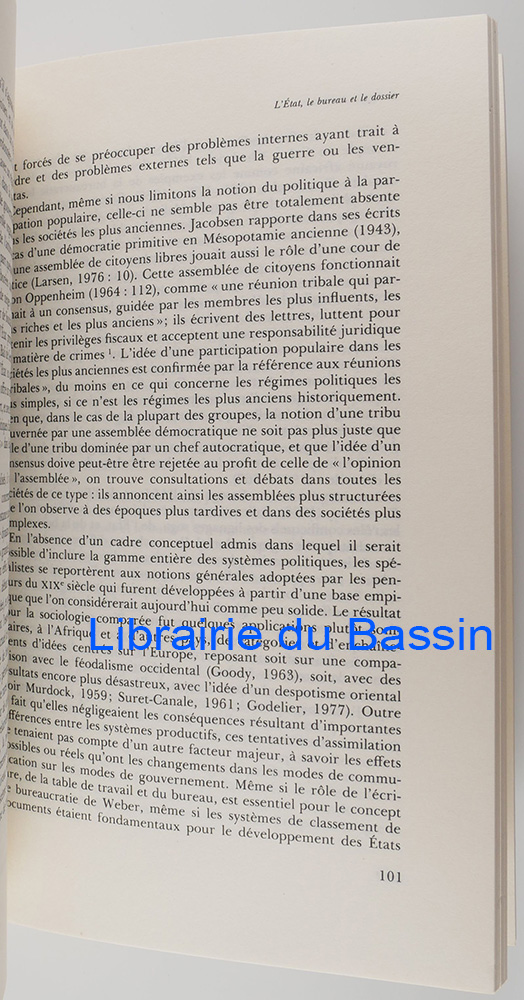 L'État, le bureau et le dossier
t forcés de se préoccuper des problèmes internes ayant trait à
dre et des problèmes externes tels que la guerre ou les ven-
tas.
Cependant, même si nous limitons la notion du politique à la par-
pation populaire, celle-ci ne semble pas être totalement absente
ns les sociétés les plus anciennes. Jacobsen rapporte dans ses écrits
cas d'une démocratie primitive en Mésopotamie ancienne (1943),
une assemblée de citoyens libres jouait aussi le rôle d'une cour de
tice (Larsen, 1976 : 10). Cette assemblée de citoyens fonctionnait
on Oppenheim (1964 : 112), comme « une réunion tribale qui par-
nait à un consensus, guidée par les membres les plus influents, les
s riches et les plus anciens » ; ils écrivent des lettres, luttent pour
tenir les privilèges fiscaux et acceptent une responsabilité juridique
matière de crimes 1. L'idée d'une participation populaire dans les
iétés les plus anciennes est confirmée par la référence aux réunions
ribales », du moins en ce qui concerne les régimes politiques les
us simples, si ce n'est les régimes les plus anciens historiquement.
en que, dans le cas de la plupart des groupes, la notion d'une tribu
uvernée par une assemblée démocratique ne soit pas plus juste que
lle d'une tribu dominée par un chef autocratique, et que l'idée d'un
nsensus doive peut-être être rejetée au profit de celle de « l'opinion
l'assemblée », on trouve consultations et débats dans toutes les
ciétés de ce type : ils annoncent ainsi les assemblées plus structurées
e l'on observe à des époques plus tardives et dans des sociétés plus
mplexes.
En l'absence d'un cadre conceptuel admis dans lequel il serait
ossible d'inclure la gamme entière des systèmes politiques, les spé-
alistes se reportèrent aux notions générales adoptées par les pen-
urs du XIXe siècle qui furent développées à partir d'une base empi-
que que l'on considérerait aujourd'hui comme peu solide. Le résultat
ur la sociologie comparée fut quelques applications plutôt som-
aires, à l'Afrique et à d'autres pays, de catégories et d'enchaîne-
ents d'idées centrés sur l'Europe, reposant soit sur une compa-
ison avec le féodalisme occidental (Goody, 1963), soit, avec des
sultats encore plus désastreux, avec l'idée d'un despotisme oriental
oir Murdock, 1959 ; Suret-Canale, 1961 ; Godelier, 1977). Outre
fait qu'elles négligeaient les conséquences résultant d'importantes
fférences entre les systèmes productifs, ces tentatives d'assimilation
e tenaient pas compte d'un autre facteur majeur, à savoir les effets
ossibles ou réels qu'ont les changements dans les modes de commu-
cation sur les modes de gouvernement. Même si le rôle de l'écri-
ure, de la table de travail et du bureau, est essentiel pour le concept
e bureaucratie de Weber, même si les systèmes de classement de
ocuments étaient fondamentaux pour le développement des États
101
Librairie du Bassin